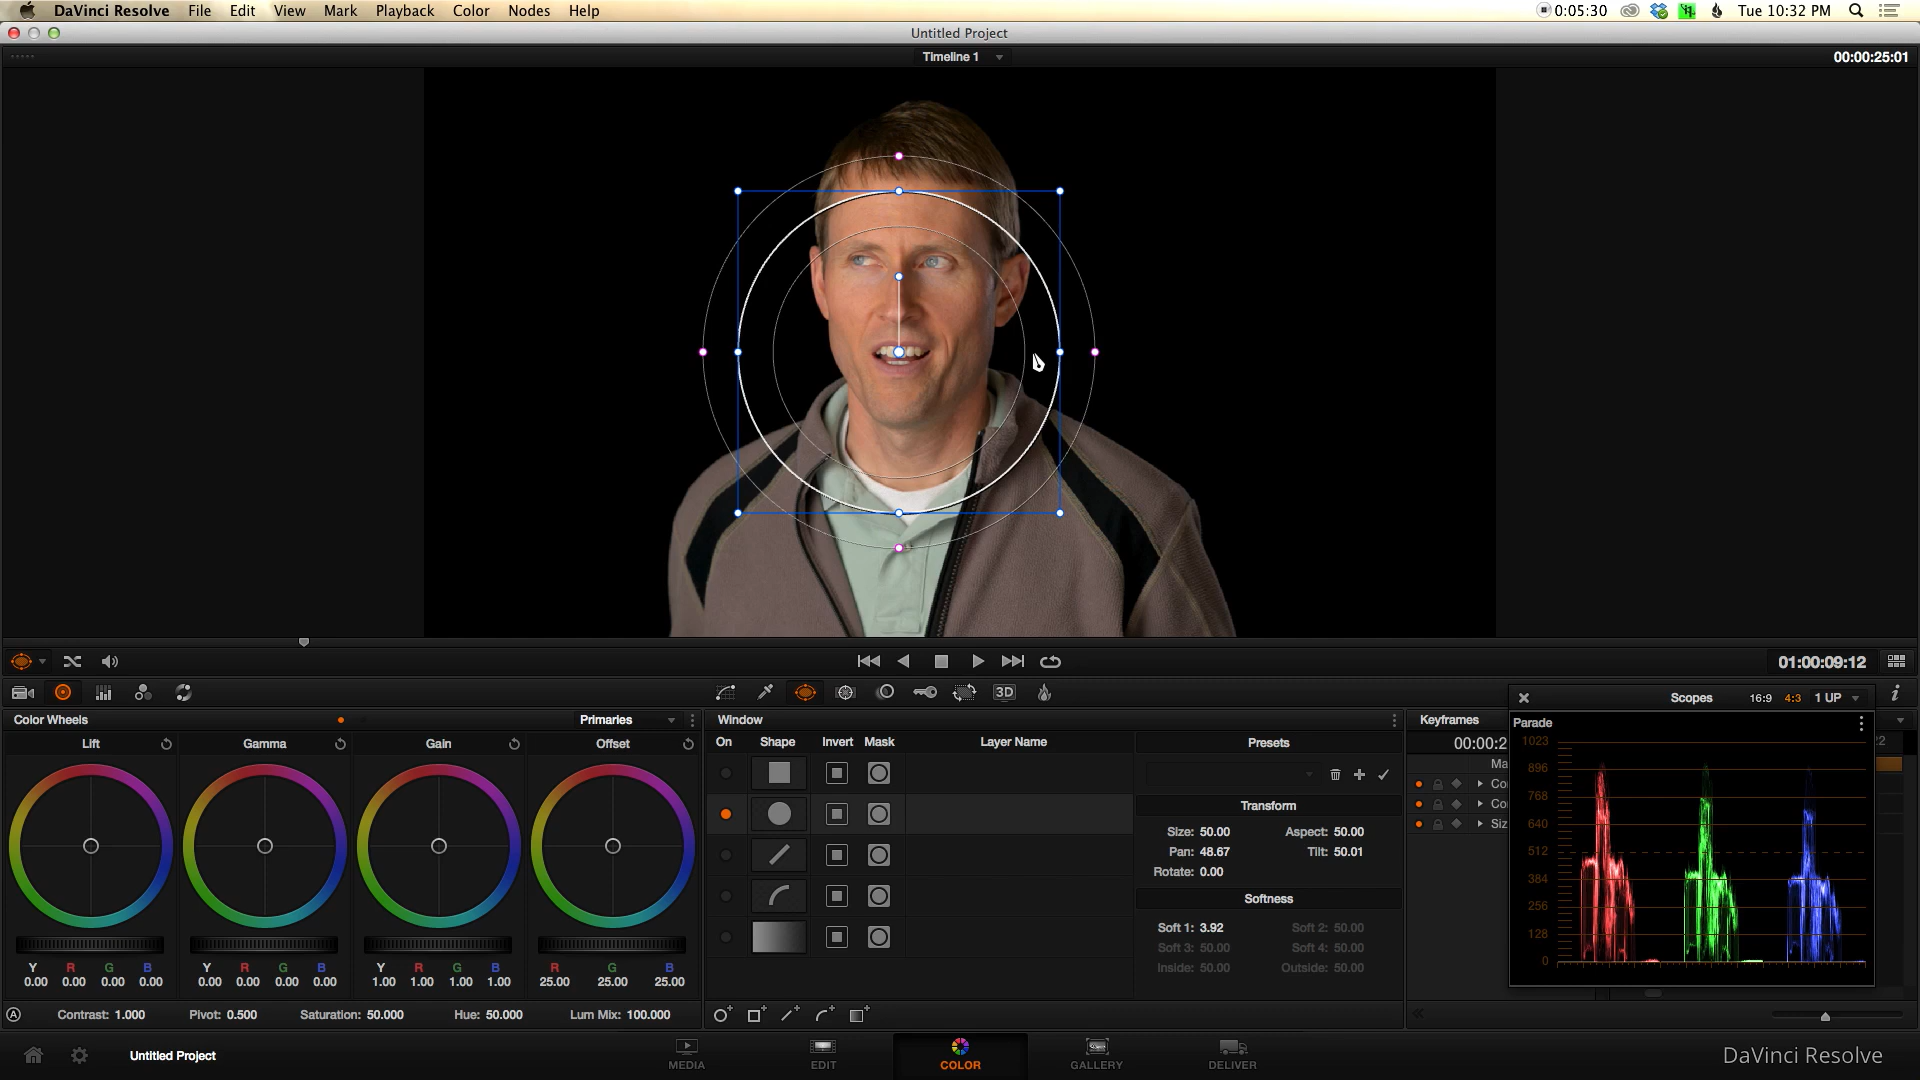 DaVinci Resolve File Edit View Mark Playback Color Nodes Help 0:05:30 Tue 10:32 PM
Untitled Project
Timeline 1 00:00:25:01
01:00:09:12
3D
Color Wheels Primaries
Lift Gamma Gain Offset
Y R G B Y R G B Y R G B R G B
0.00 0.00 0.00 0.00 0.00 0.00 0.00 0.00 1.00 1.00 1.00 1.00 25.00 25.00 25.00
A Contrast: 1.000 Pivot: 0.500 Saturation: 50.000 Hue: 50.000 Lum Mix: 100.000
Window
On Shape Invert Mask Layer Name
Presets
Transform
Size: 50.00 Aspect: 50.00
Pan: 48.67 Tilt: 50.01
Rotate: 0.00
Softness
Soft 1: 3.92 Soft 2: 50.00
Soft 3: 50.00 Soft 4: 50.00
Inside: 50.00 Outside: 50.00
Keyframes
00:00:2
Ma
Co
Co
Siz
Scopes 16:9 4:3 1 UP
Parade
1023
896
768
640
512
384
256
128
0
Untitled Project MEDIA EDIT COLOR GALLERY DELIVER DaVinci Resolve